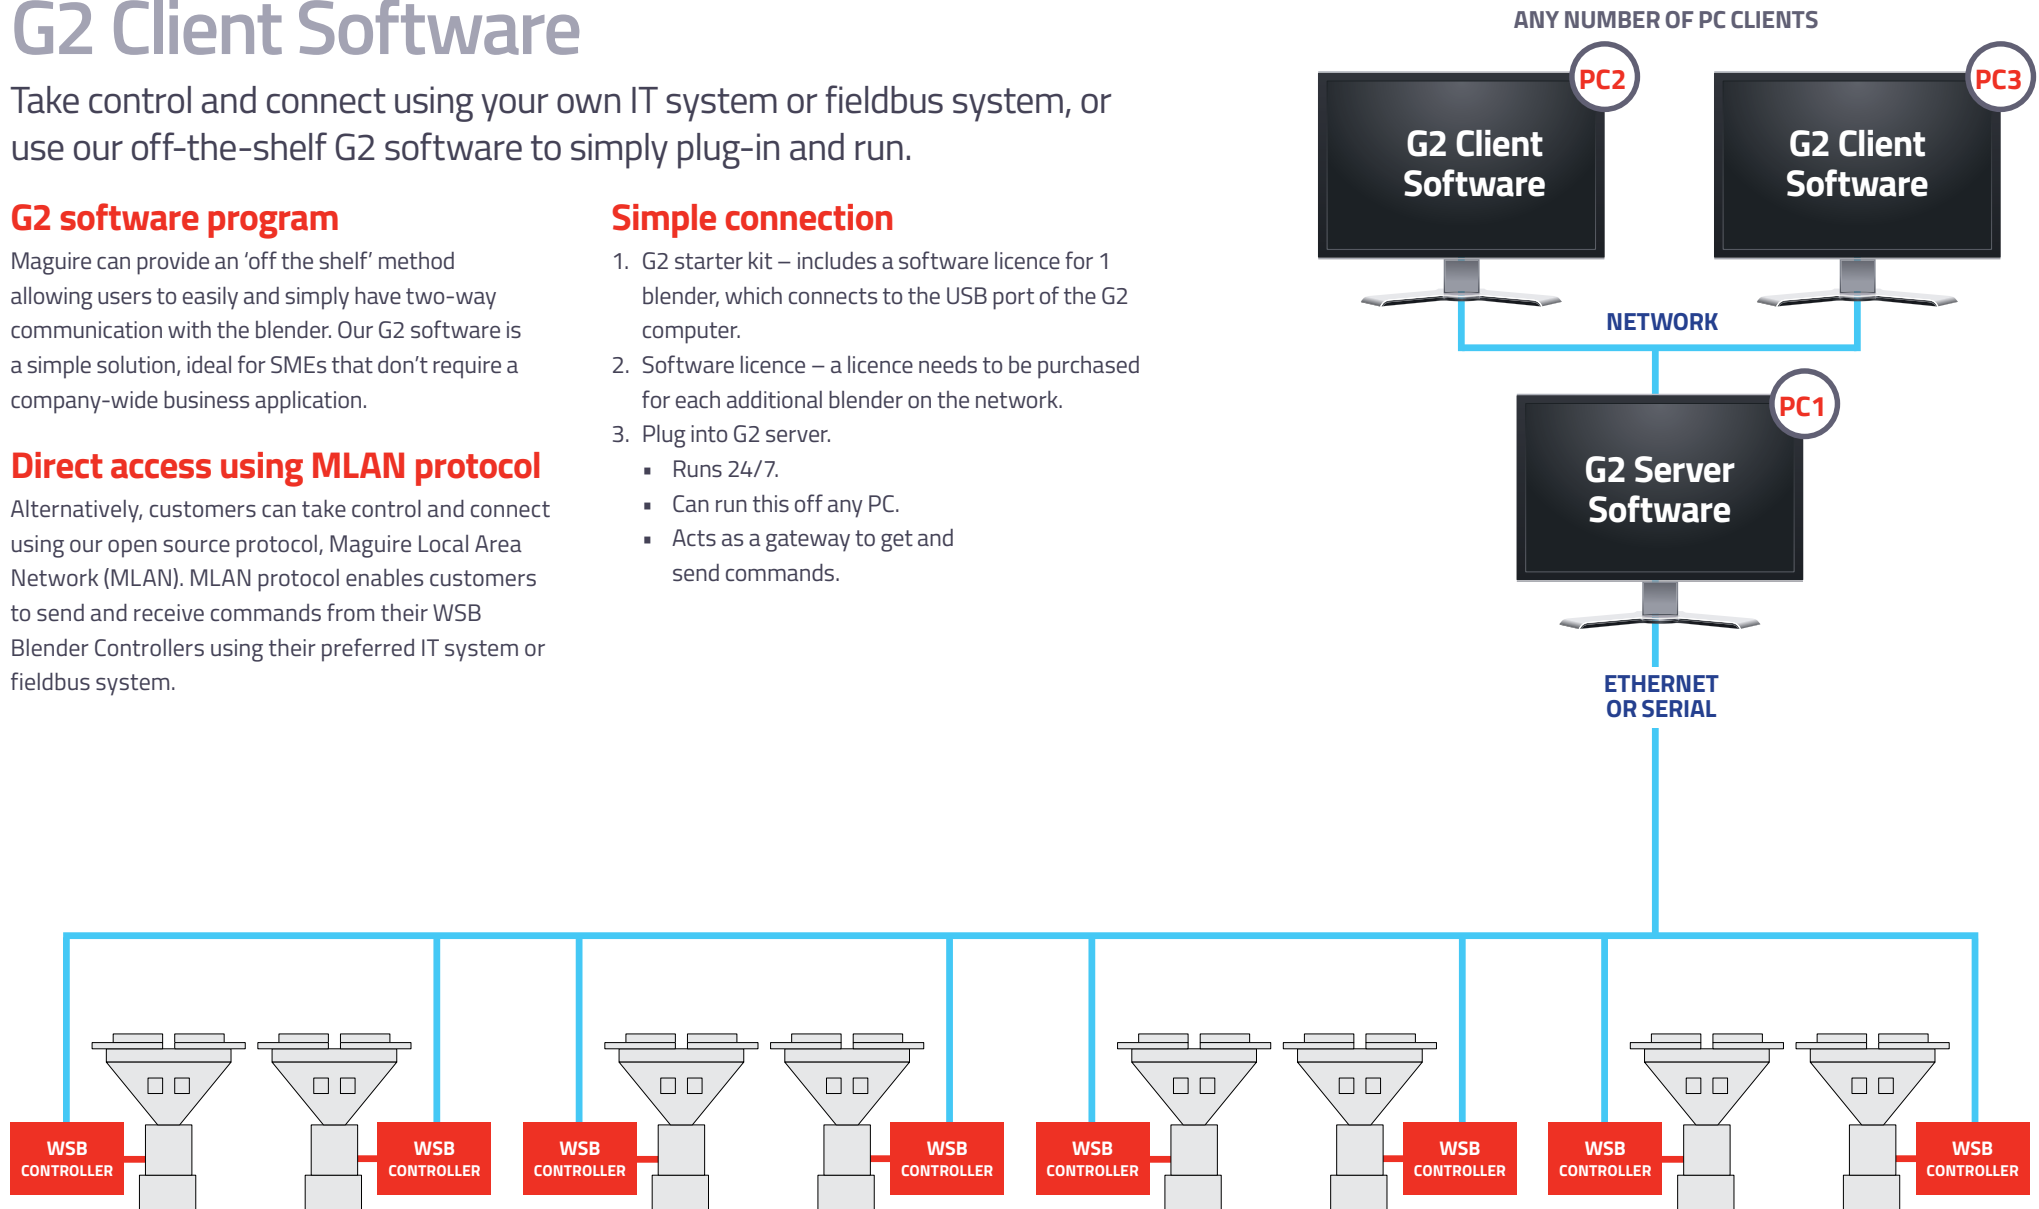 G2 Client Software
Take control and connect using your own IT system or fieldbus system, or
use our off-the-shelf G2 software to simply plug-in and run.
G2 software program
Maguire can provide an ‘off the shelf’ method
allowing users to easily and simply have two-way
communication with the blender. Our G2 software is
a simple solution, ideal for SMEs that don’t require a
company-wide business application.
Direct access using MLAN protocol
Alternatively, customers can take control and connect
using our open source protocol, Maguire Local Area
Network (MLAN). MLAN protocol enables customers
to send and receive commands from their WSB
Blender Controllers using their preferred IT system or
fieldbus system.
Simple connection
1. G2 starter kit – includes a software licence for 1
blender, which connects to the USB port of the G2
computer.
2. Software licence – a licence needs to be purchased
for each additional blender on the network.
3. Plug into G2 server.
▪ Runs 24/7.
▪ Can run this off any PC.
▪ Acts as a gateway to get and
send commands.
ANY NUMBER OF PC CLIENTS
PC2
G2 Client
Software
PC3
G2 Client
Software
NETWORK
PC1
G2 Server
Software
ETHERNET
OR SERIAL
WSB
CONTROLLER
WSB
CONTROLLER
WSB
CONTROLLER
WSB
CONTROLLER
WSB
CONTROLLER
WSB
CONTROLLER
WSB
CONTROLLER
WSB
CONTROLLER